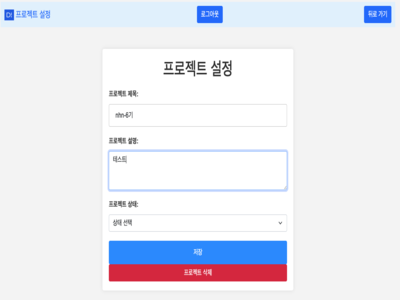 D! 프로젝트 설정
로그아웃
뒤로 가기
프로젝트 설정
프로젝트 제목:
nhn-6기
프로젝트 설명:
테스트
프로젝트 상태:
상태 선택
저장
프로젝트 삭제